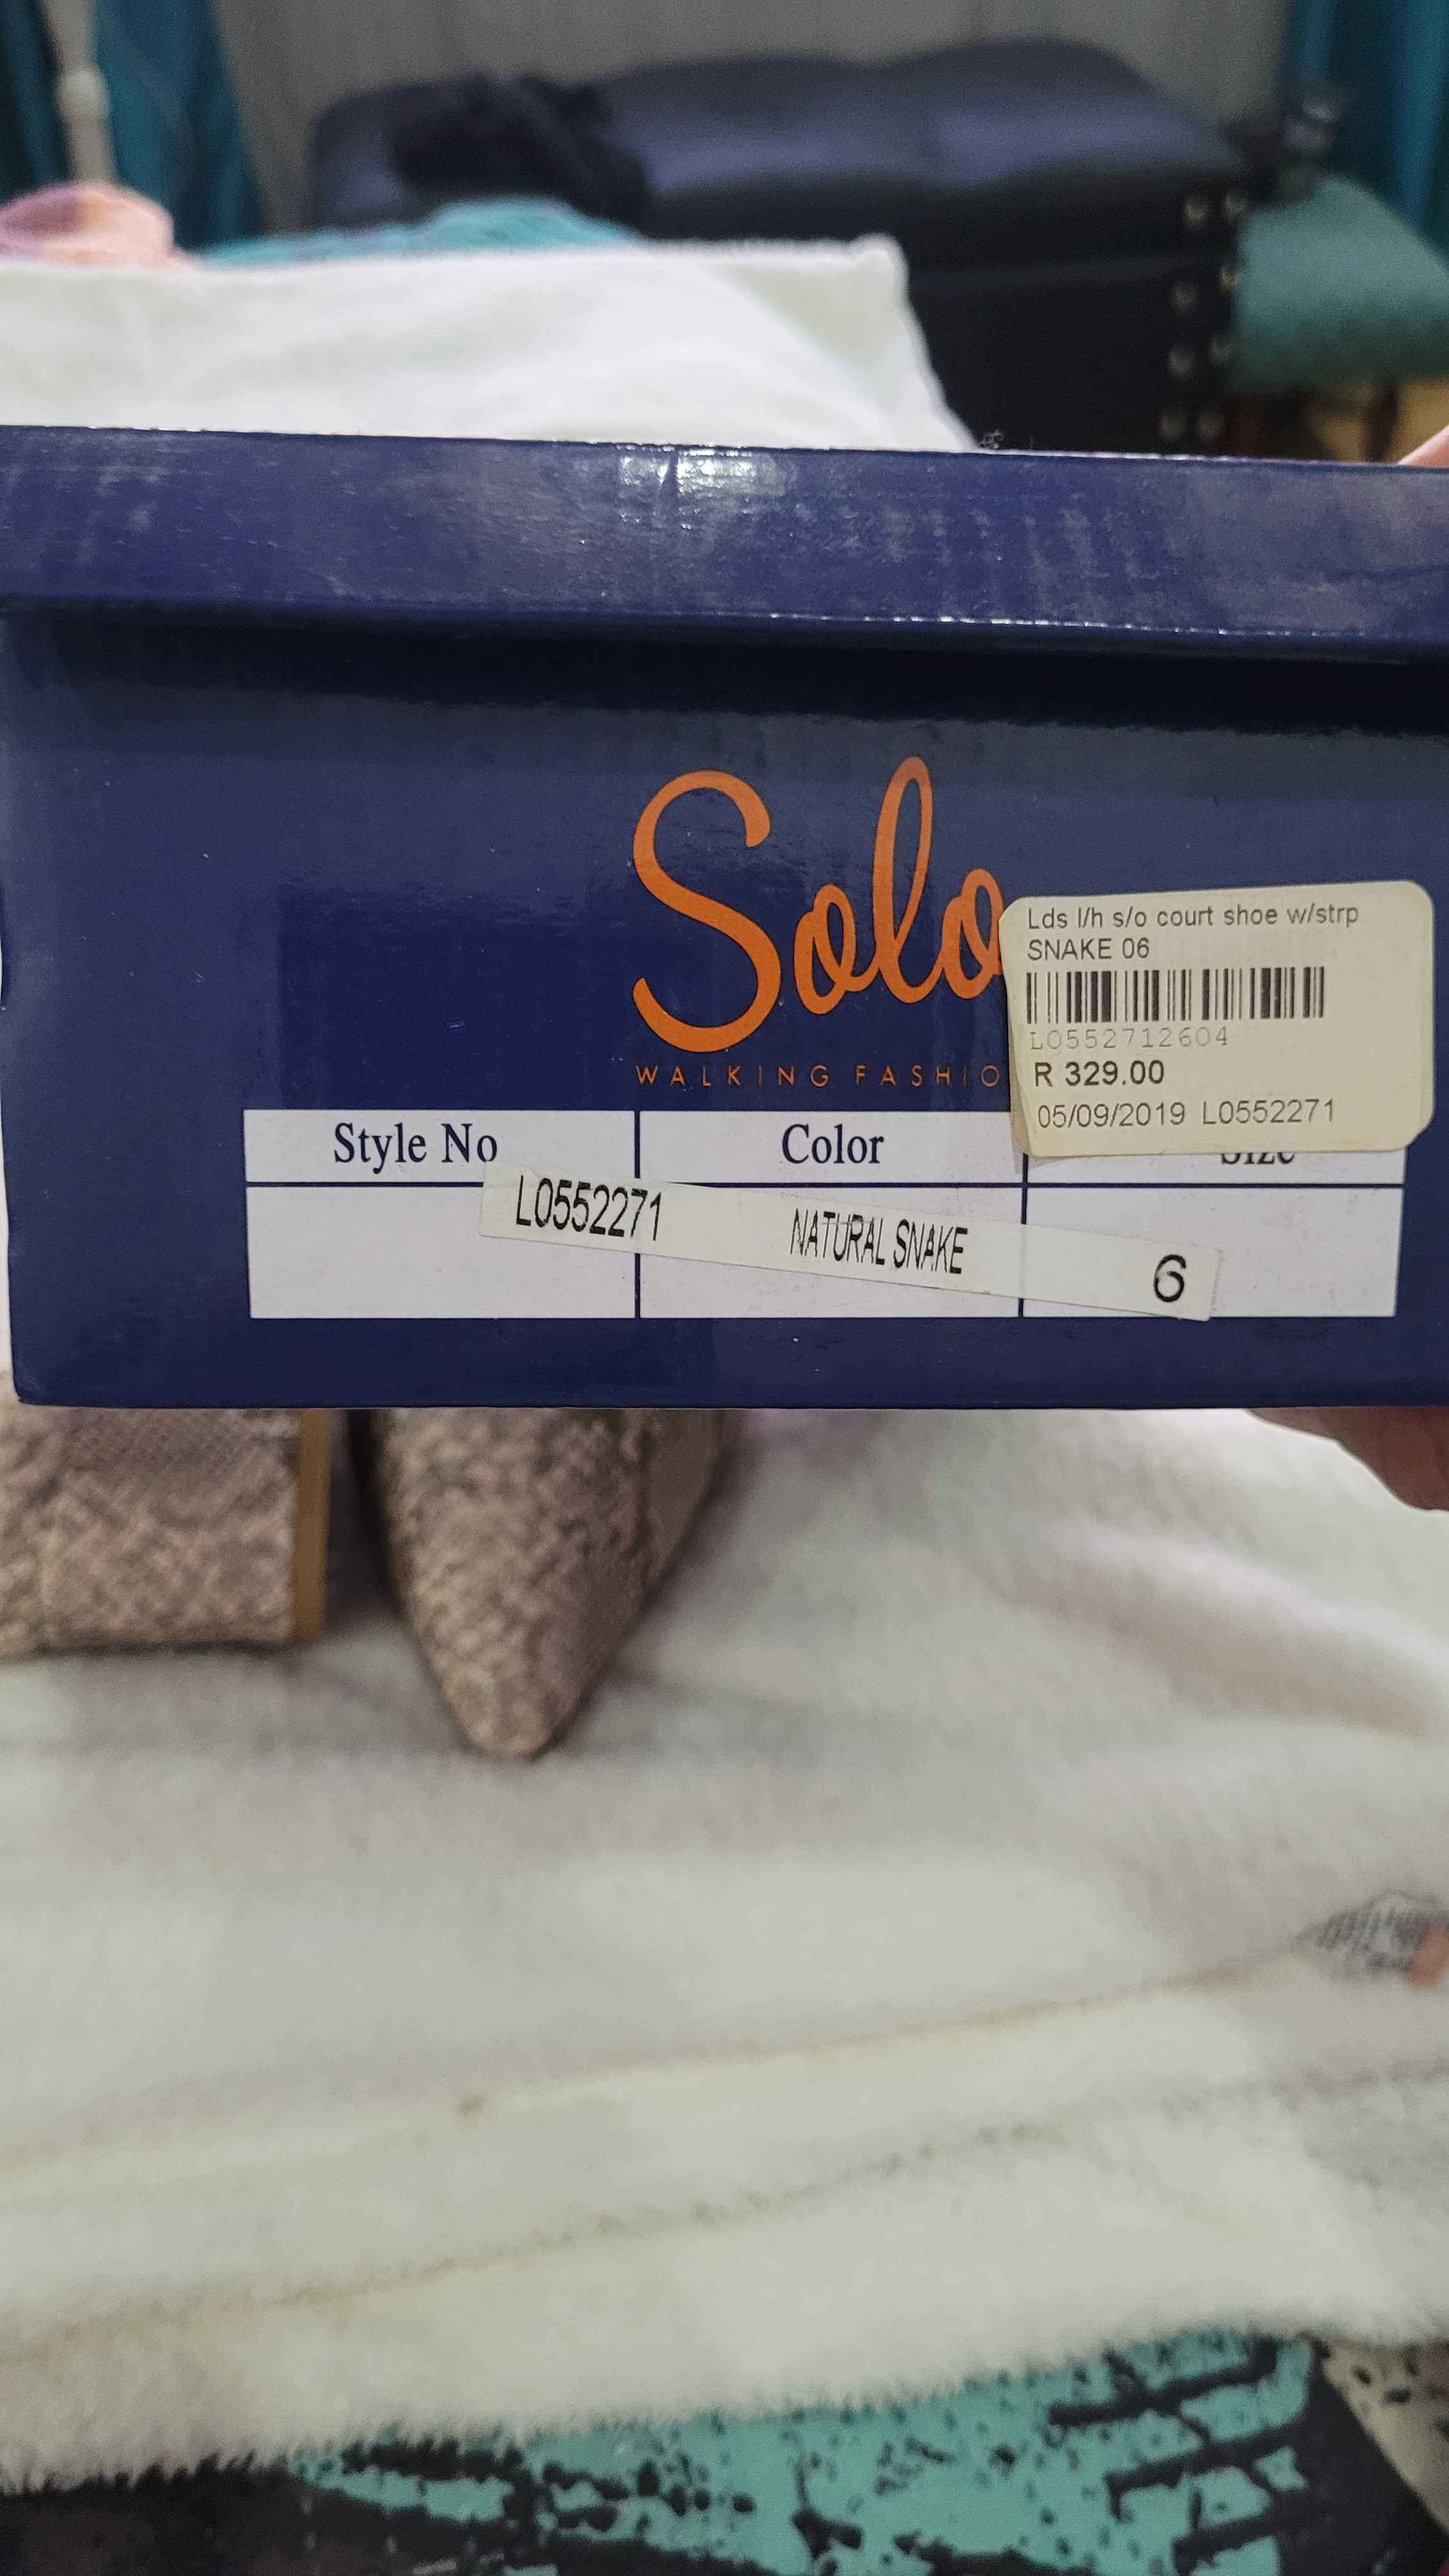 Solo
WALKING FASHIO
Lds l/h s/o court shoe w/strp
SNAKE 06
L0552712604
R 329.00
05/09/2019 L0552271
Style No Color Size
L0552271 NATURAL SNAKE 6